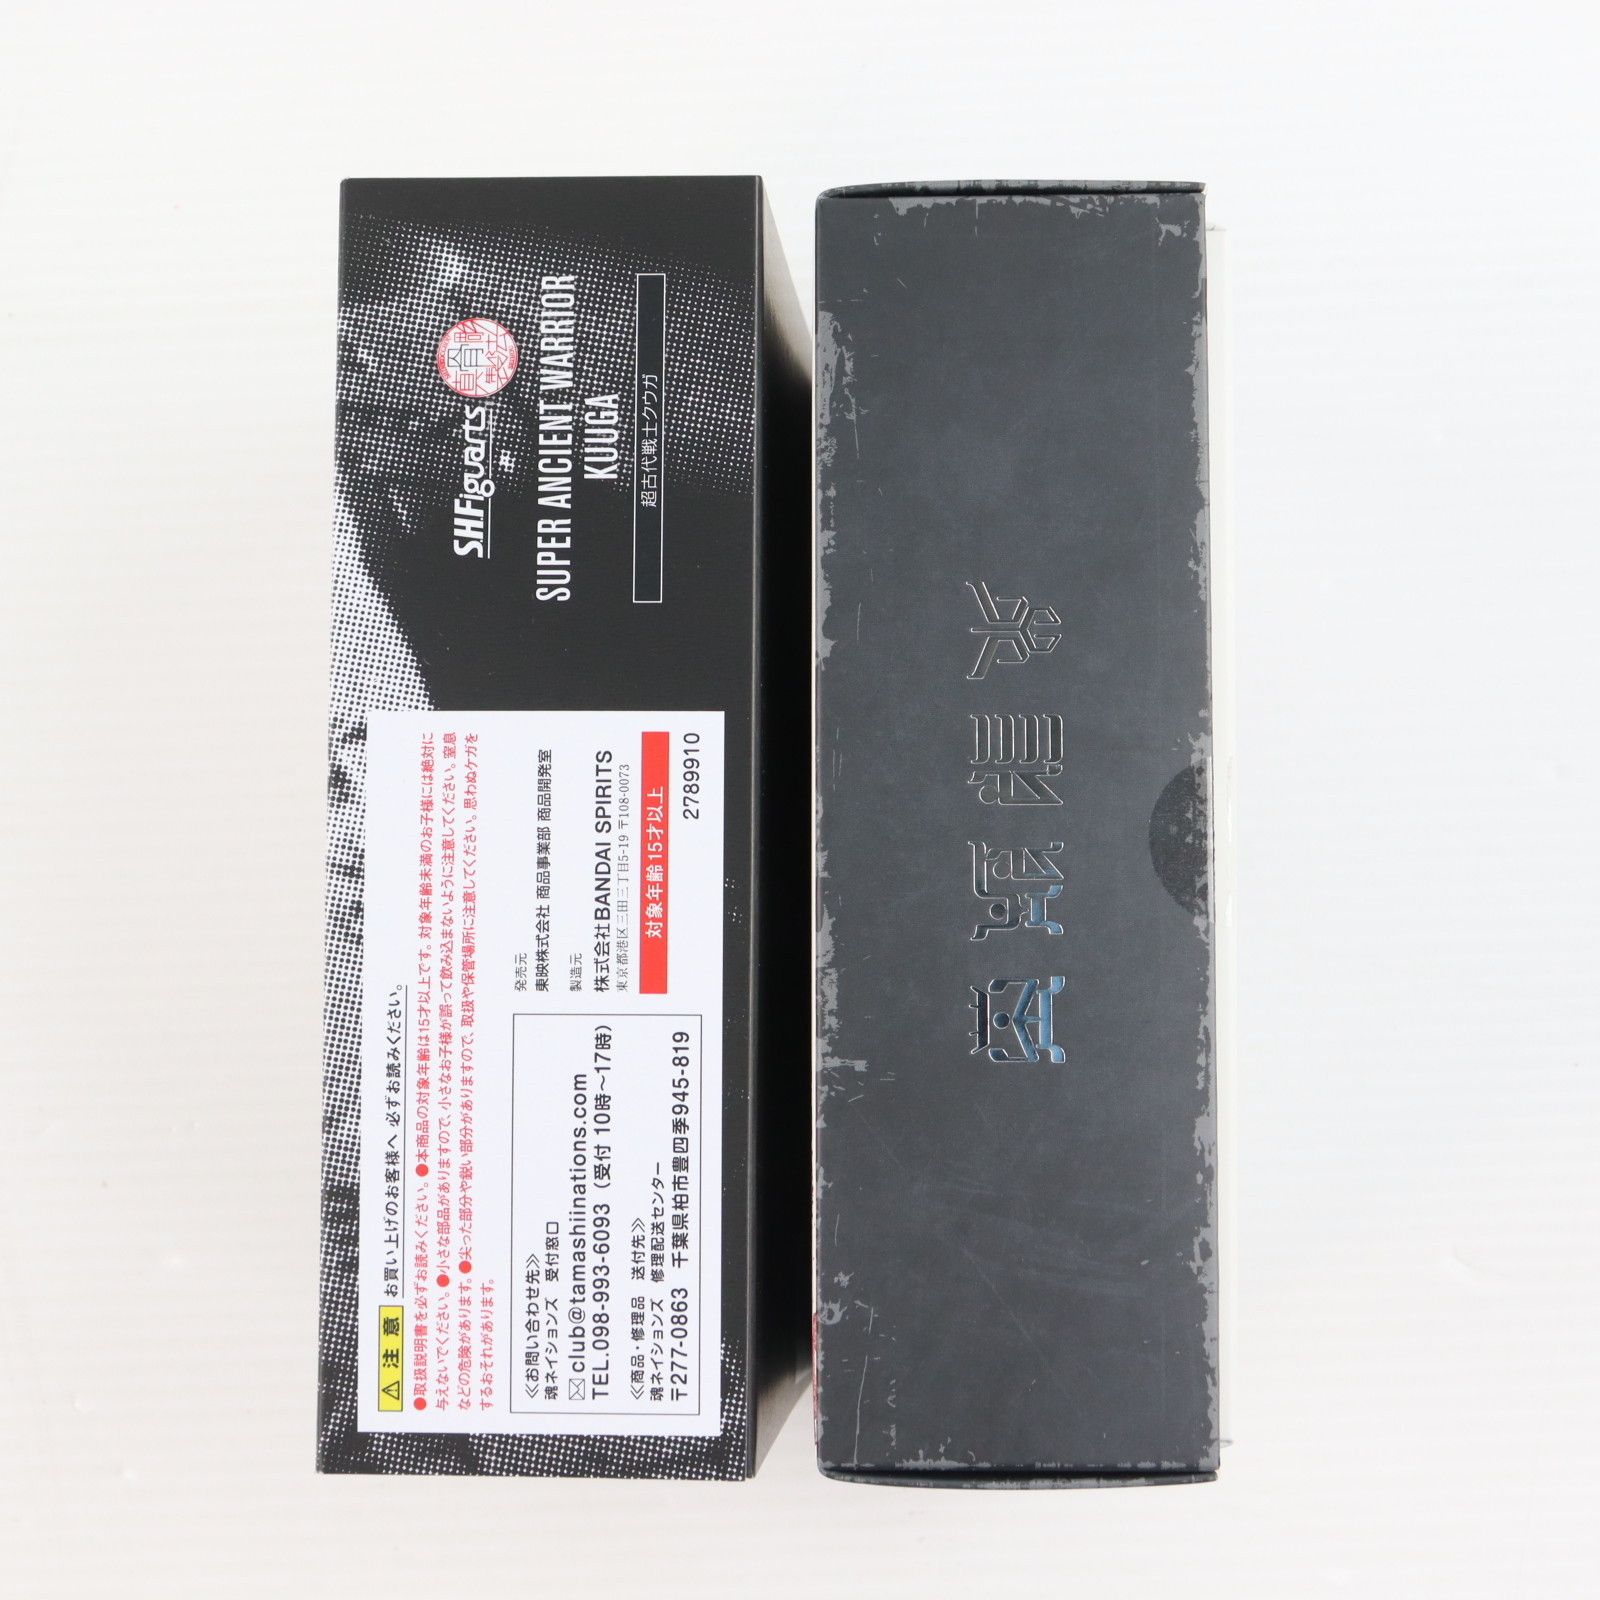 S.H.Figuarts
真骨彫
製法
SUPER ANCIENT WARRIOR
KUUGA
超古代戦士クウガ
注意
お買い上げのお客様へ 必ずお読みください。
●取扱説明書を必ずお読みください。●本商品の対象年齢は15才以上です。対象年齢未満のお子様には絶対に
与えないでください。●小さな部品がありますので、小さなお子様が誤って飲み込まないように注意してください。窒息
などの危険があります。●尖った部分や鋭い部分がありますので、取扱や保管場所に注意してください。思わぬケガを
するおそれがあります。
≪お問い合わせ先≫
魂ネイションズ 受付窓口
club@tamashiinations.com
TEL.098-993-6093(受付 10時～17時)
≪商品・修理品 送付先≫
魂ネイションズ 修理配送センター
〒277-0863 千葉県柏市豊四季945-819
発売元
東映株式会社 商品事業部 商品開発室
製造元
株式会社BANDAI SPIRITS
東京都港区三田三丁目5-19 〒108-0073
対象年齢15才以上
2789910